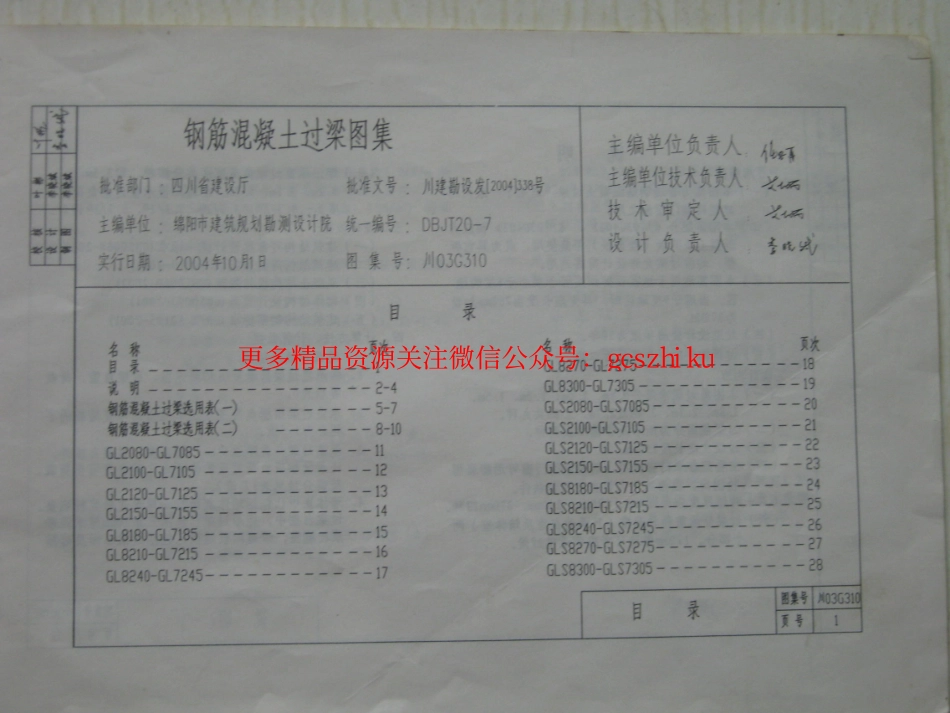 钢筋混凝土过梁图集
批准部门：四川省建设厅 批准文号：川建勘设发[2004]338号
主编单位：绵阳市建筑规划勘测设计院 统一编号：DBJT20-7
实行日期：2004年10月1日 图集号：川03G310
主编单位负责人
主编单位技术负责人
技术审定人
设计负责人
校核
设计
制图
目录
名称 页次
目录
说明 2-4
钢筋混凝土过梁选用表(一) 5-7
钢筋混凝土过梁选用表(二) 8-10
GL2080-GL7085 11
GL2100-GL7105 12
GL2120-GL7125 13
GL2150-GL7155 14
GL8180-GL7185 15
GL8210-GL7215 16
GL8240-GL7245 17
名称 页次
GL8270-GL7275 18
GL8300-GL7305 19
GLS2080-GLS7085 20
GLS2100-GLS7105 21
GLS2120-GLS7125 22
GLS2150-GLS7155 23
GLS8180-GLS7185 24
GLS8210-GLS7215 25
GLS8240-GLS7245 26
GLS8270-GLS7275 27
GLS8300-GLS7305 28
更多精品资源关注微信公众号：gcszhi ku
目录
图集号 川03G310
页号 1